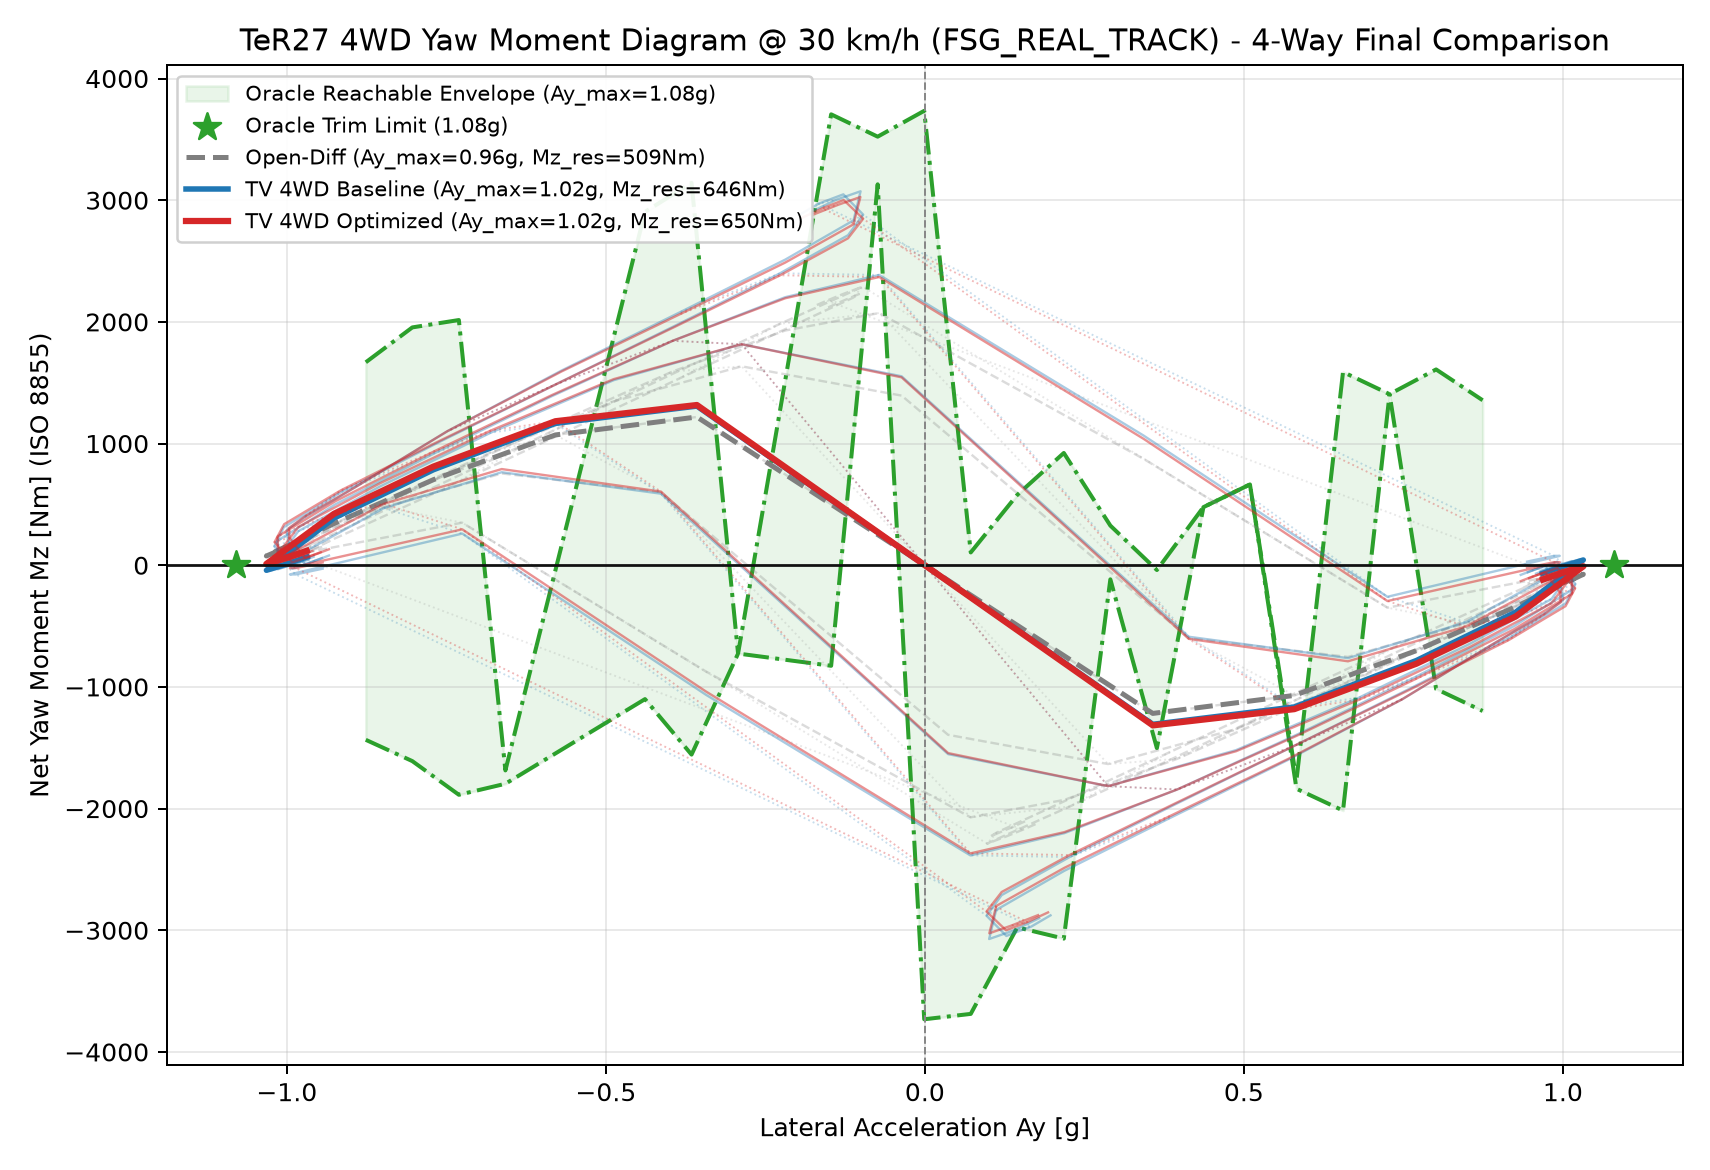 TeR27 4WD Yaw Moment Diagram @ 30 km/h (FSG_REAL_TRACK) - 4-Way Final Comparison
Oracle Reachable Envelope (Ay_max=1.08g)
Oracle Trim Limit (1.08g)
Open-Diff (Ay_max=0.96g, Mz_res=509Nm)
TV 4WD Baseline (Ay_max=1.02g, Mz_res=646Nm)
TV 4WD Optimized (Ay_max=1.02g, Mz_res=650Nm)
Net Yaw Moment Mz [Nm] (ISO 8855)
4000
3000
2000
1000
0
−1000
−2000
−3000
−4000
−1.0
−0.5
0.0
0.5
1.0
Lateral Acceleration Ay [g]